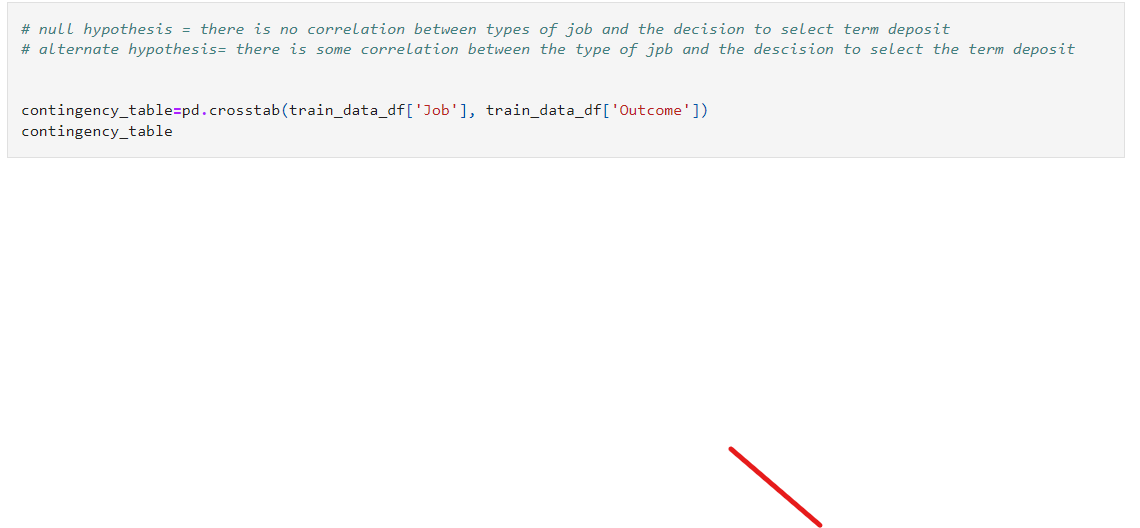 # null hypothesis = there is no correlation between types of job and the decision to select term deposit
# alternate hypothesis= there is some correlation between the type of jpb and the descision to select the term deposit
contingency_table=pd.crosstab(train_data_df['Job'], train_data_df['Outcome'])
contingency_table